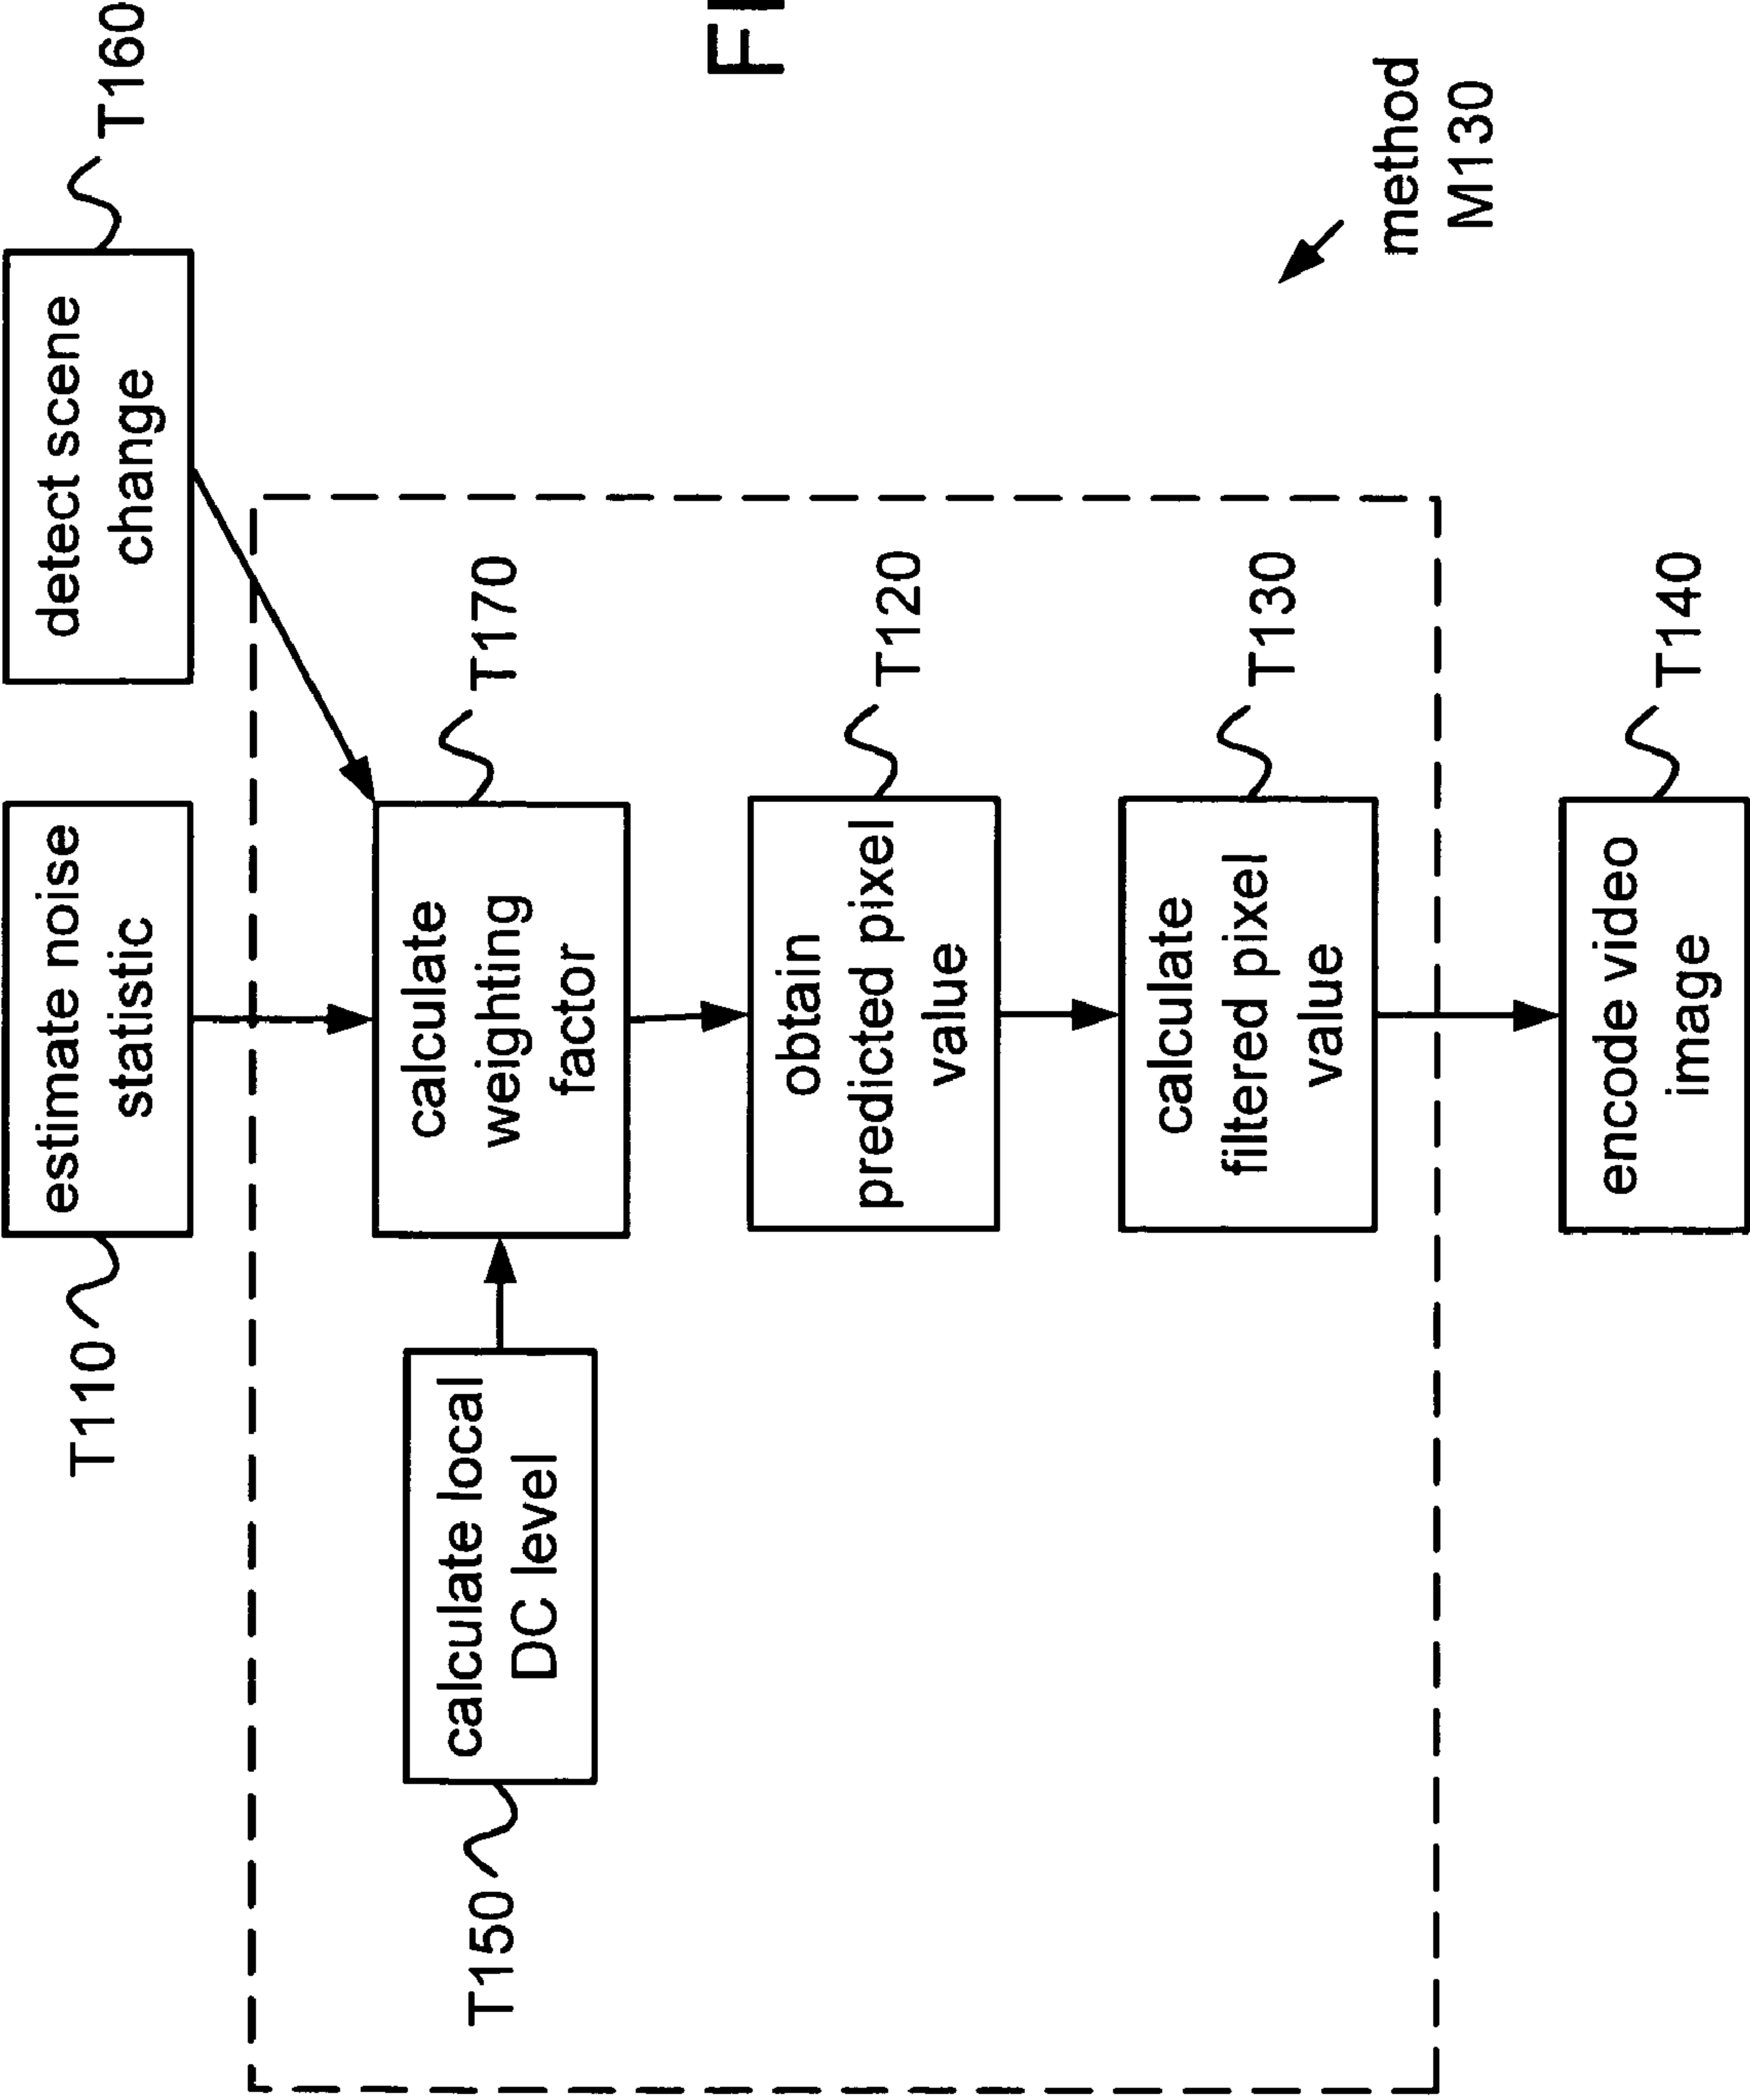 T110
estimate noise
statistic
detect scene
change
T160
T150
calculate local
DC level
calculate
weighting
factor
T170
obtain
predicted pixel
value
T120
calculate
filtered pixel
value
T130
encode video
image
T140
method
M130